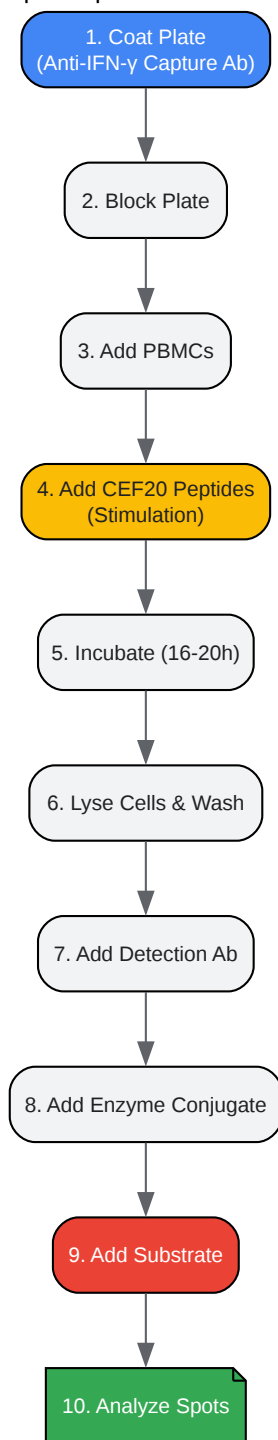 1. Coat Plate
(Anti-IFN-γ Capture Ab)
2. Block Plate
3. Add PBMCs
4. Add CEF20 Peptides
(Stimulation)
5. Incubate (16-20h)
6. Lyse Cells & Wash
7. Add Detection Ab
8. Add Enzyme Conjugate
9. Add Substrate
10. Analyze Spots